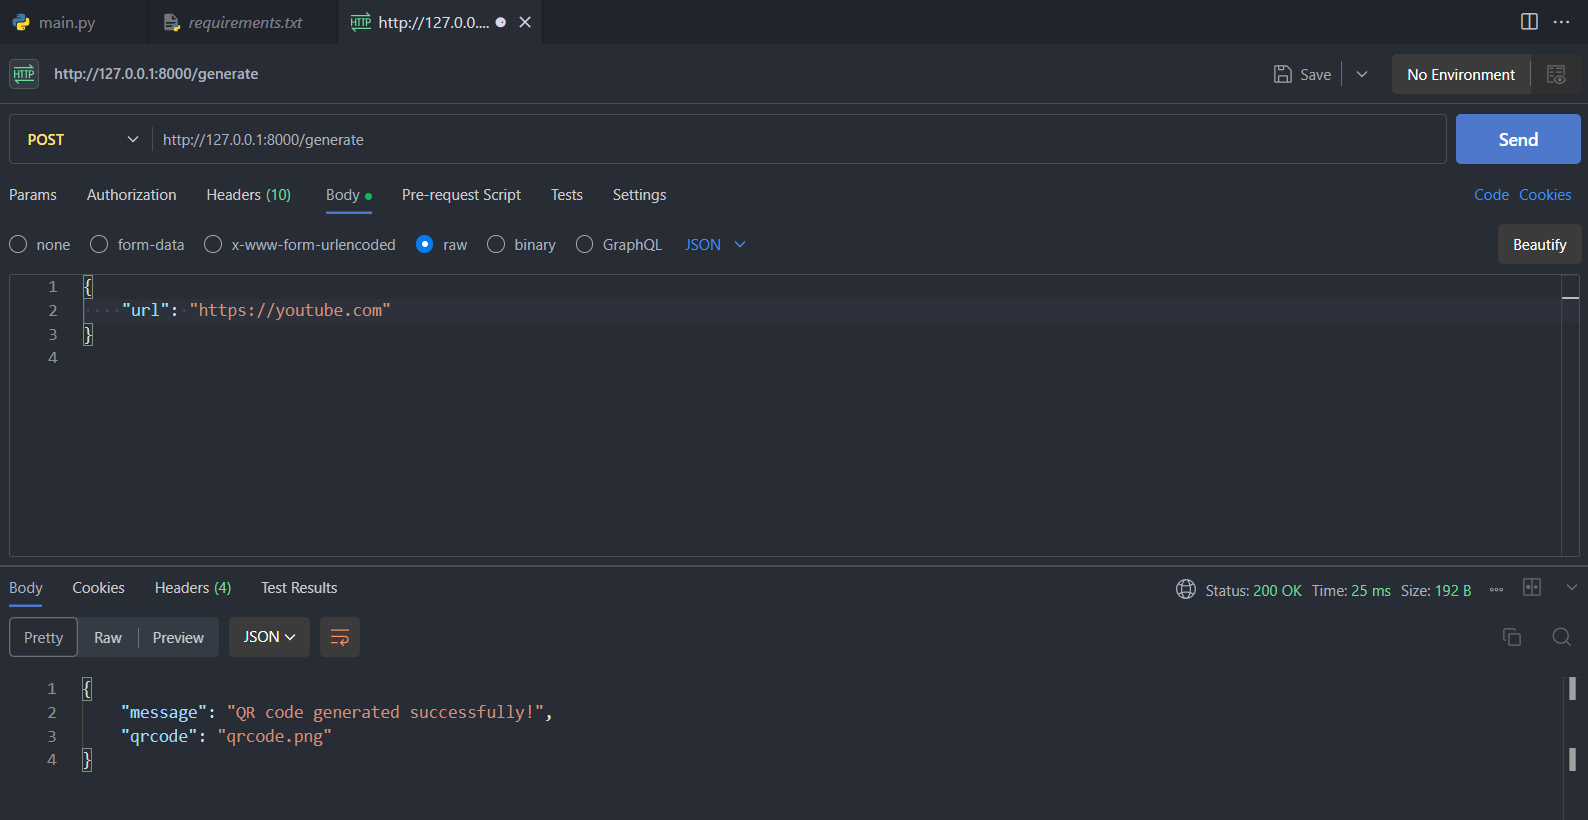 main.py requirements.txt HTTP http://127.0.0....
HTTP http://127.0.0.1:8000/generate Save No Environment
POST http://127.0.0.1:8000/generate Send
Params Authorization Headers (10) Body Pre-request Script Tests Settings Code Cookies
none form-data x-www-form-urlencoded raw binary GraphQL JSON Beautify
1 {
2 ····"url":·"https://youtube.com"
3 }
4
Body Cookies Headers (4) Test Results Status: 200 OK Time: 25 ms Size: 192 B
Pretty Raw Preview JSON
1 {
2 "message": "QR code generated successfully!",
3 "qrcode": "qrcode.png"
4 }